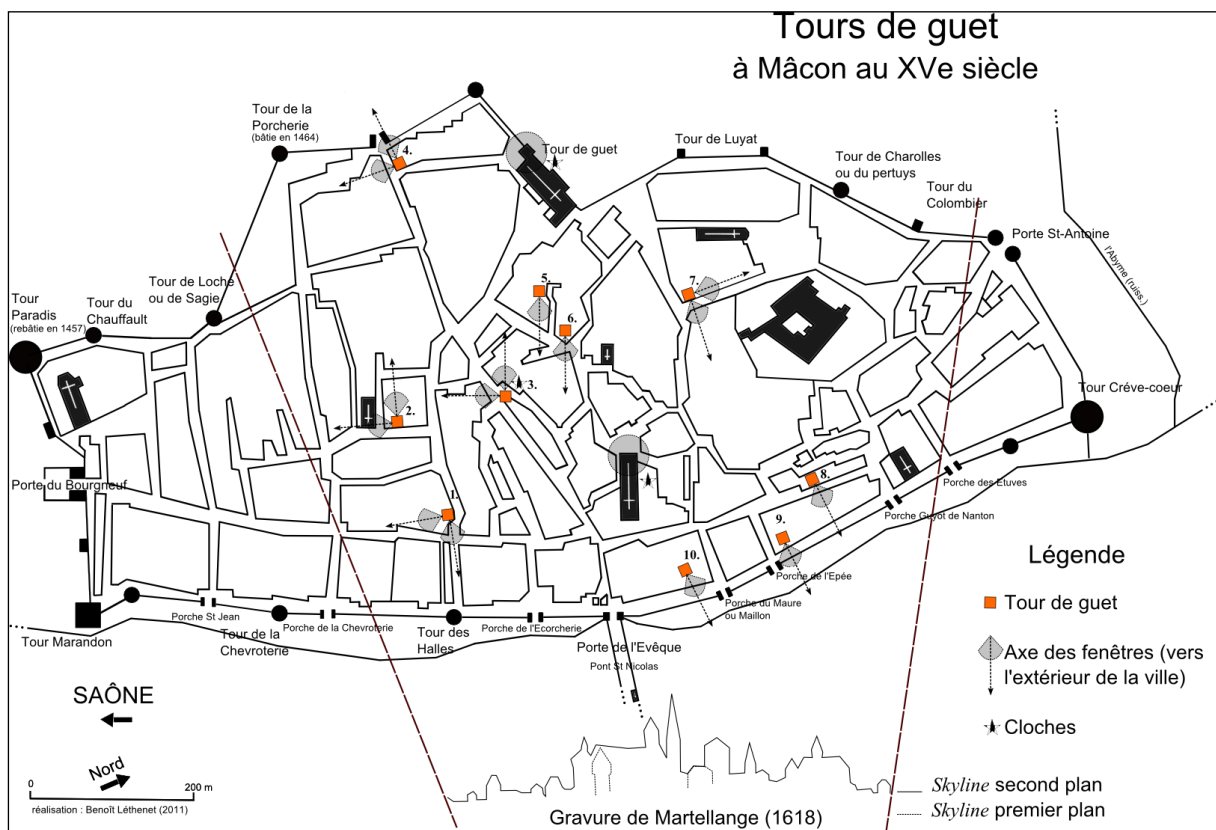 Tours de guet
à Mâcon au XVe siècle
Tour de la
Porcherie
(bâtie en 1464)
4.
Tour de guet
Tour de Luyat
Tour de Charolles
ou du pertuys
Tour du
Colombier
Porte St-Antoine
l'Abyme (ruiss.)
Tour de Loche
ou de Sagie
Tour
Paradis
(rebâtie en 1457)
Tour du
Chauffault
5.
6.
7.
3.
2.
Tour Créve-coeur
1.
8.
9.
10.
Porte du Bourgneuf
Porche des Etuves
Porche Guyot de Nanton
Porche de l'Epée
Porche du Maure
ou Maillon
Porche St Jean
Tour de la
Chevroterie
Porche de la Chevroterie
Tour des
Halles
Porche de l'Ecorcherie
Porte de l'Evêque
Pont St Nicolas
Tour Marandon
SAÔNE
Nord
0
200 m
réalisation : Benoît Léthenet (2011)
Gravure de Martellange (1618)
Légende
Tour de guet
Axe des fenêtres (vers
l'extérieur de la ville)
Cloches
Skyline second plan
Skyline premier plan